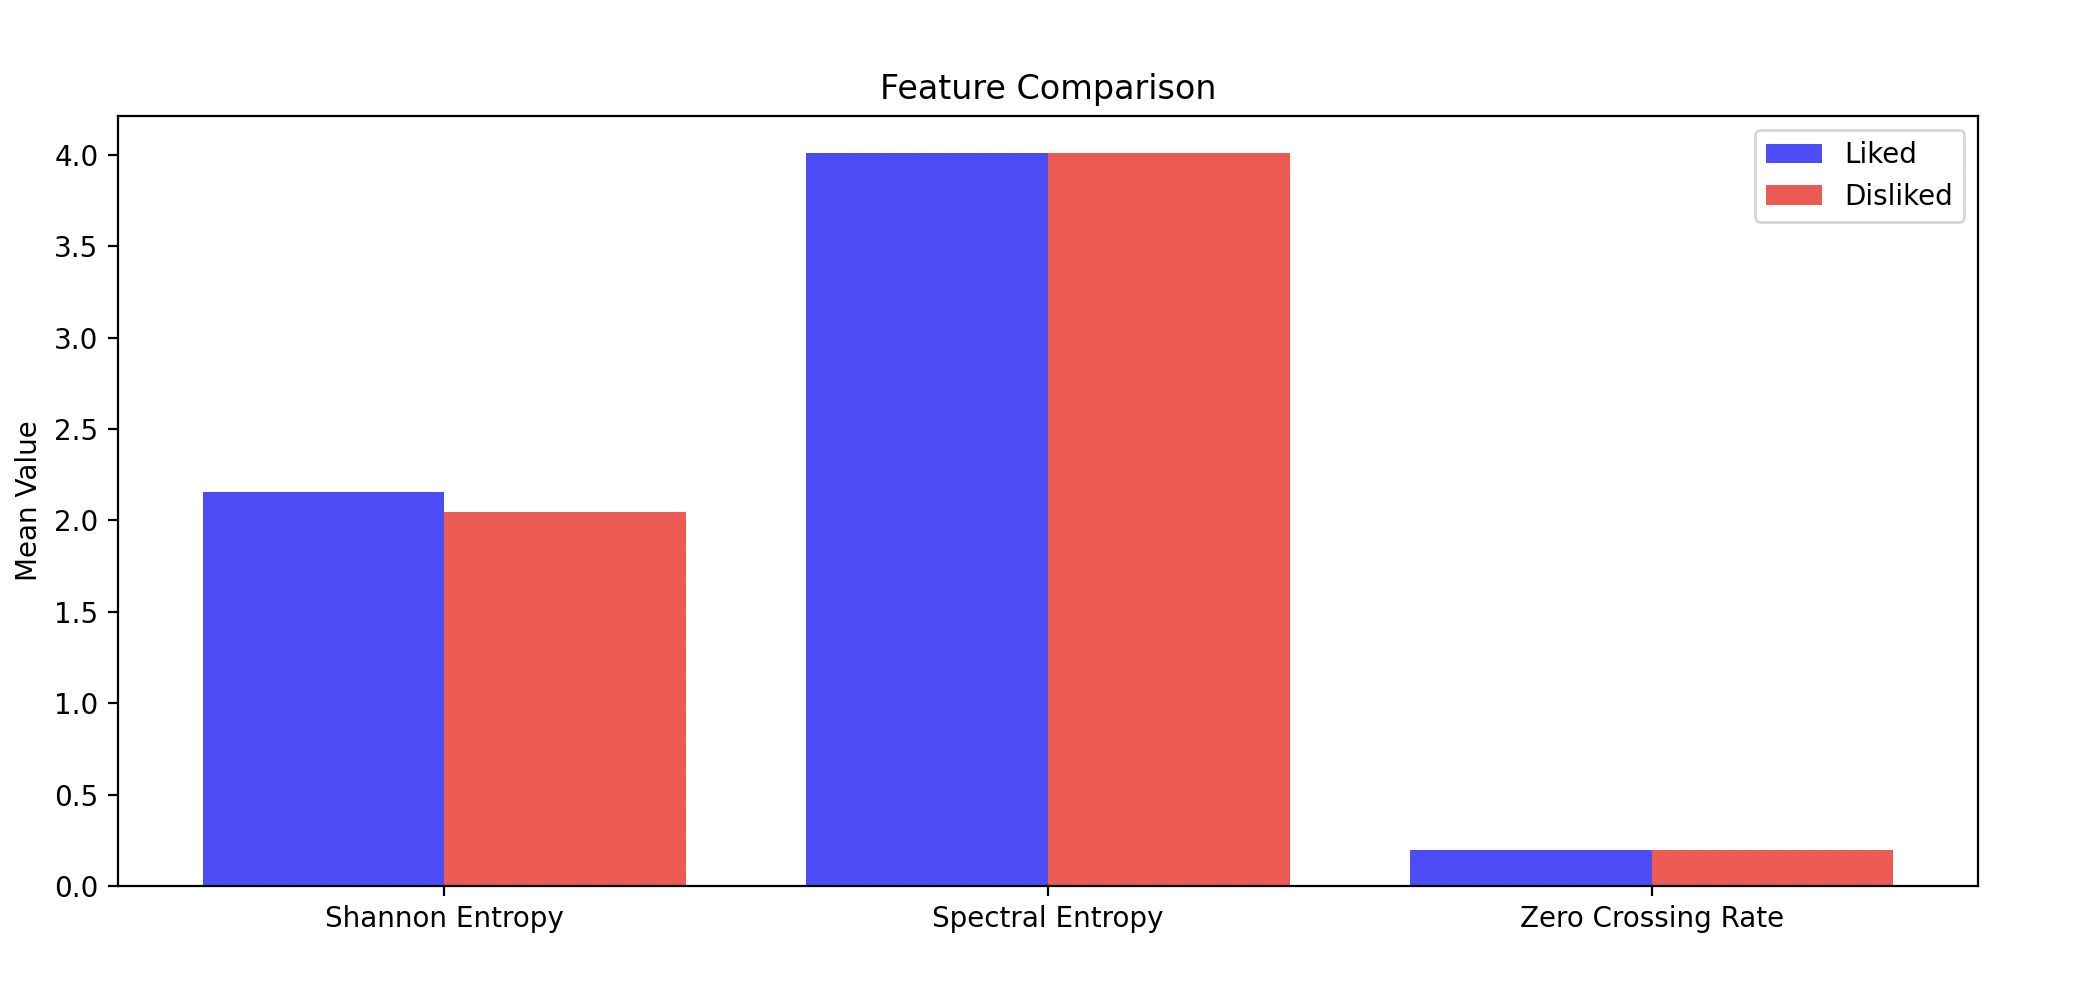 Feature Comparison
Liked
Disliked
Mean Value
4.0
3.5
3.0
2.5
2.0
1.5
1.0
0.5
0.0
Shannon Entropy
Spectral Entropy
Zero Crossing Rate